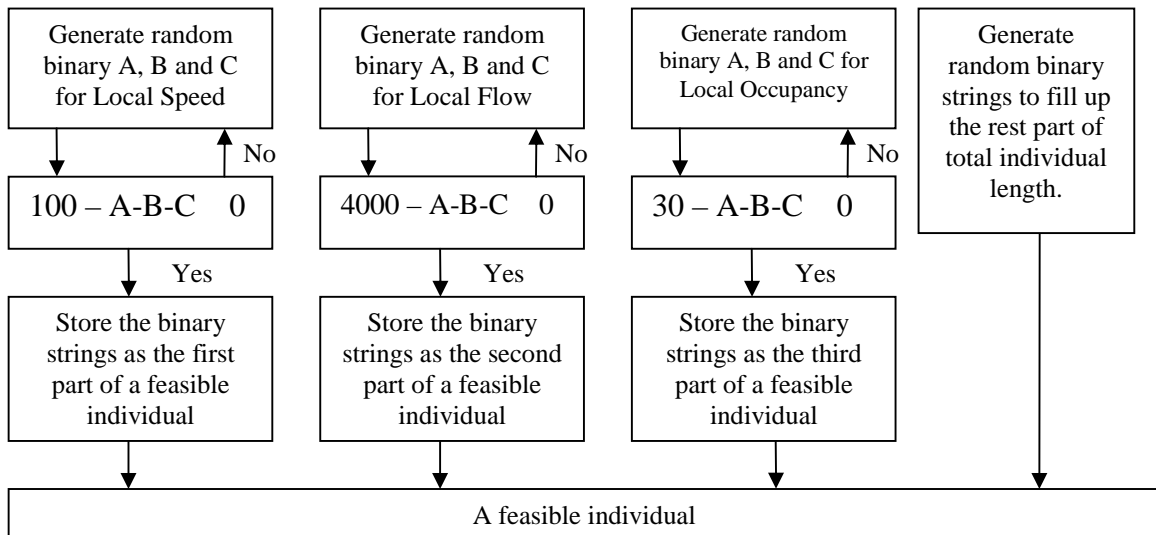 Generate random
binary A, B and C
for Local Speed
No
100 – A-B-C 0
Yes
Store the binary
strings as the first
part of a feasible
individual
Generate random
binary A, B and C
for Local Flow
No
4000 – A-B-C 0
Yes
Store the binary
strings as the second
part of a feasible
individual
Generate random
binary A, B and C for
Local Occupancy
No
30 – A-B-C 0
Yes
Store the binary
strings as the third
part of a feasible
individual
Generate
random binary
strings to fill up
the rest part of
total individual
length.
A feasible individual